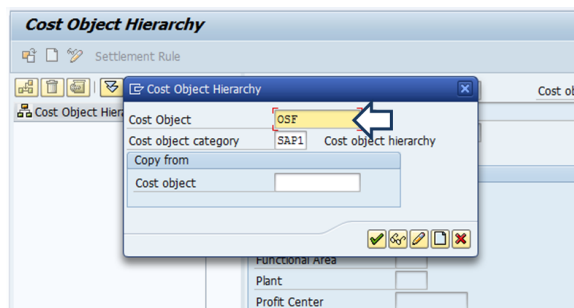 Cost Object Hierarchy
Settlement Rule
Cost Object Hierarchy
Cost ob
Cost Object Hiera
Cost Object OSF
Cost object category SAP1 Cost object hierarchy
Copy from
Cost object
Functional Area
Plant
Profit Center